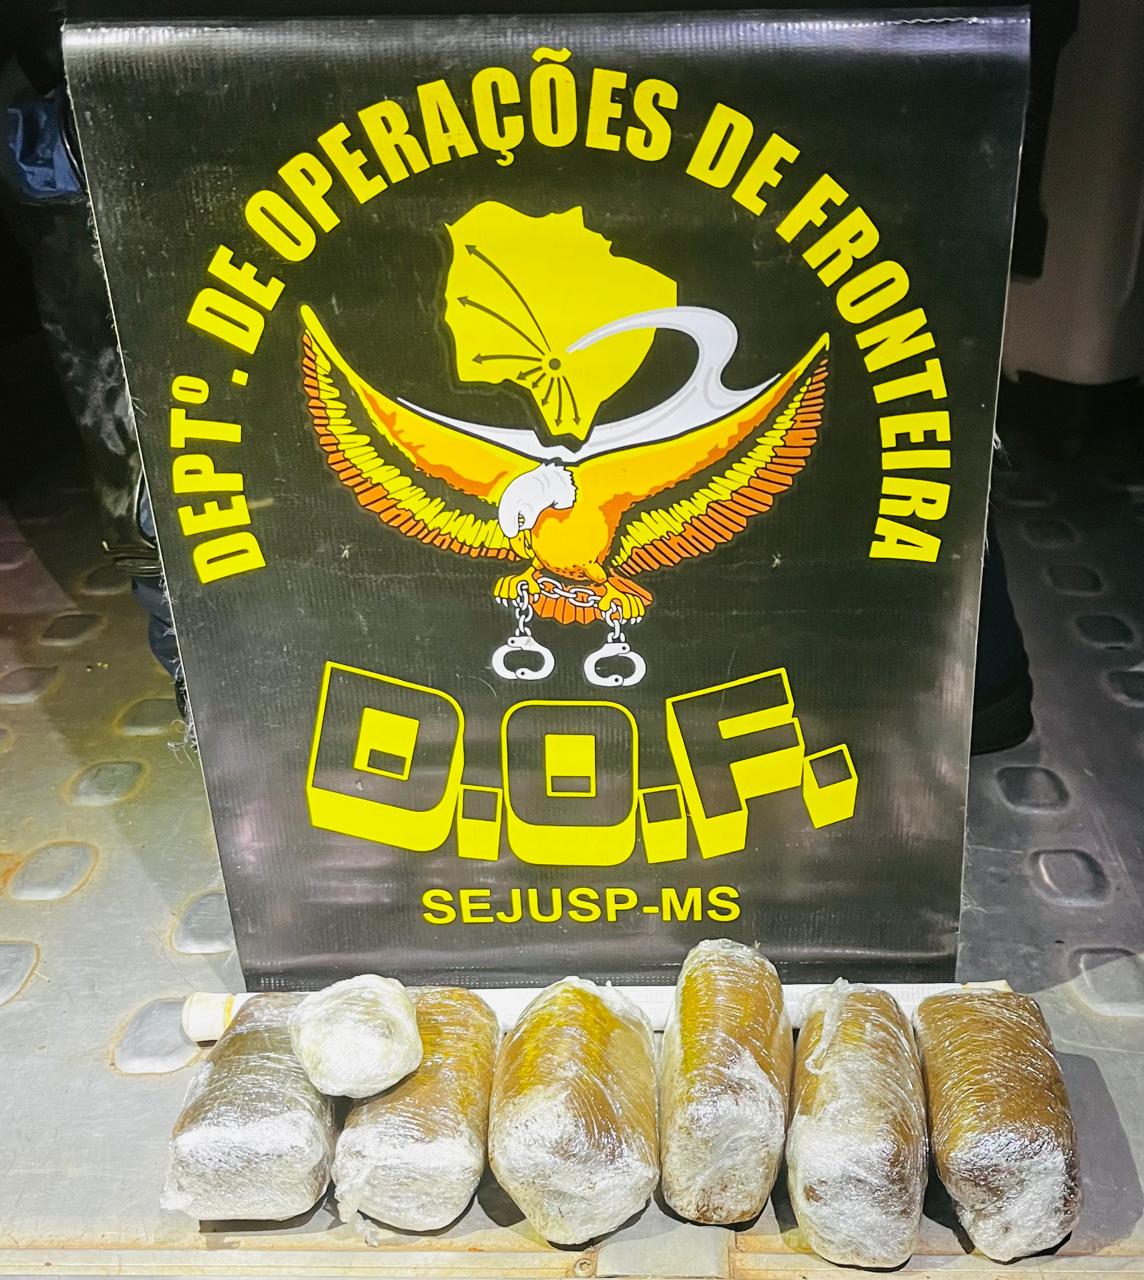 DEPTº. DE OPERAÇÕES DE FRONTEIRA
D.O.F.
SEJUSP-MS